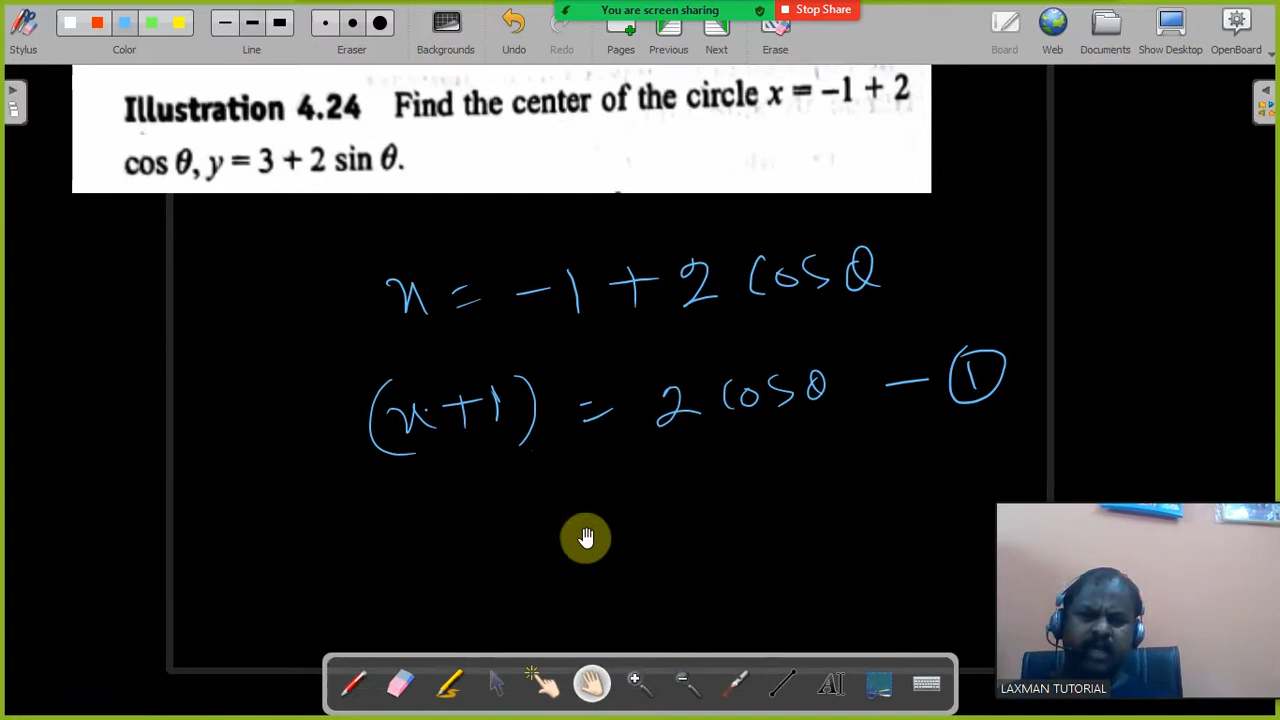 You are screen sharing
Stop Share
Stylus
Color
Line
Eraser
Backgrounds
Undo
Redo
Pages
Previous
Next
Erase
Board
Web
Documents
Show Desktop
OpenBoard
Illustration 4.24 Find the center of the circle x = −1 + 2
cos θ, y = 3 + 2 sin θ.
x = −1 + 2 cos θ
(x+1) = 2 cos θ − ①
LAXMAN TUTORIAL